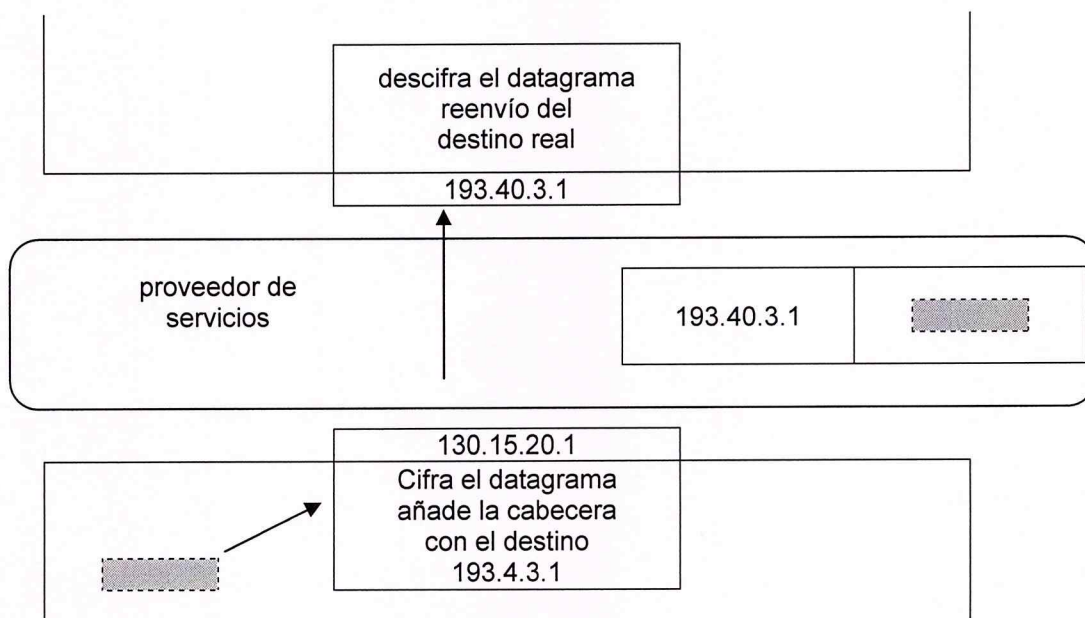 descifra el datagrama
reenvío del
destino real
193.40.3.1
proveedor de
servicios
193.40.3.1
130.15.20.1
Cifra el datagrama
añade la cabecera
con el destino
193.4.3.1